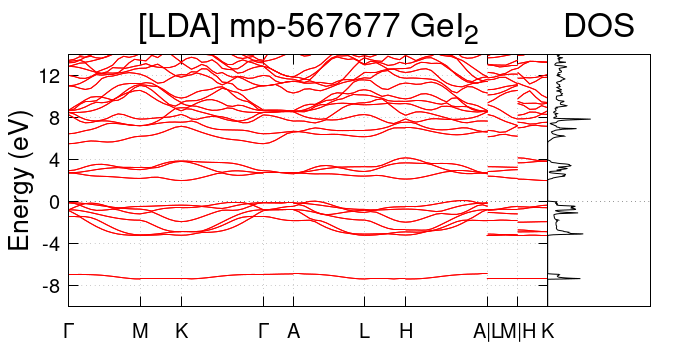 [LDA] mp-567677 GeI₂ DOS
Energy (eV)
12
8
4
0
-4
-8
Γ M K Γ A L H A|LM|H K